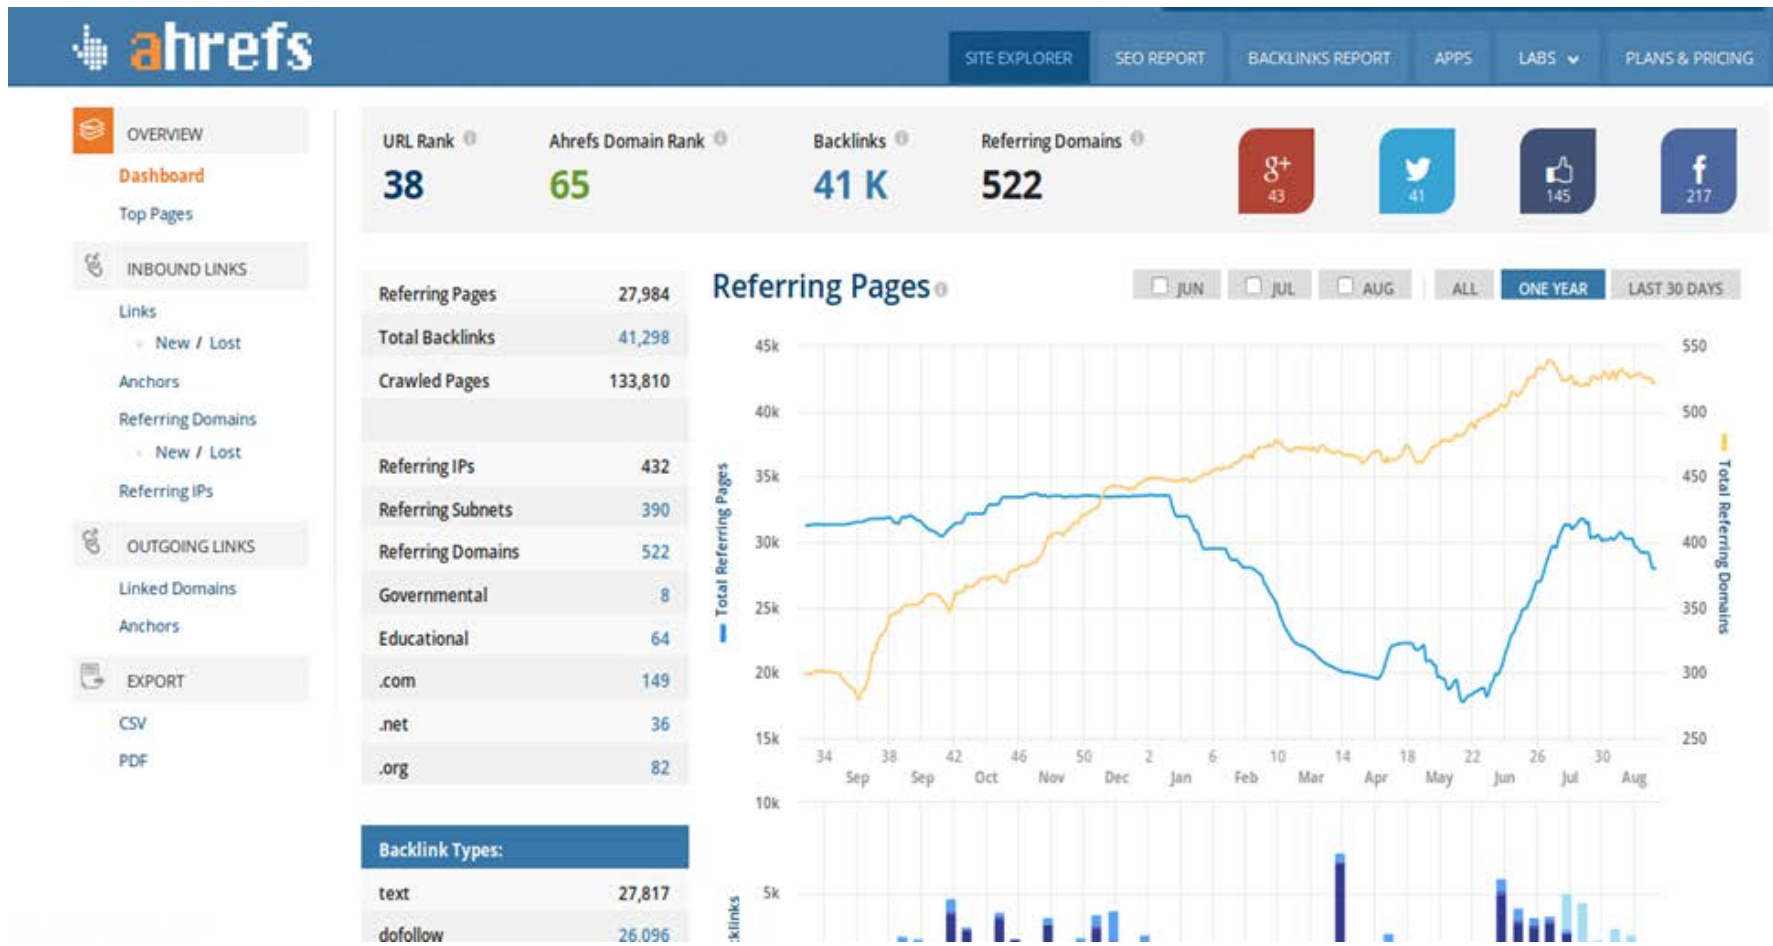 ahrefs
SITE EXPLORER
SEO REPORT
BACKLINKS REPORT
APPS
LABS
PLANS & PRICING
OVERVIEW
Dashboard
Top Pages
INBOUND LINKS
Links
New / Lost
Anchors
Referring Domains
New / Lost
Referring IPs
OUTGOING LINKS
Linked Domains
Anchors
EXPORT
CSV
PDF
URL Rank
38
Ahrefs Domain Rank
65
Backlinks
41 K
Referring Domains
522
g+
43
41
145
f
217
Referring Pages 27,984
Total Backlinks 41,298
Crawled Pages 133,810
Referring IPs 432
Referring Subnets 390
Referring Domains 522
Governmental 8
Educational 64
.com 149
.net 36
.org 82
Backlink Types:
text 27,817
dofollow 26,096
Referring Pages
JUN
JUL
AUG
ALL
ONE YEAR
LAST 30 DAYS
Total Referring Pages
45k
40k
35k
30k
25k
20k
15k
550
500
450
400
350
300
250
Total Referring Domains
34 38 42 46 50 2 6 10 14 18 22 26 30
Sep Sep Oct Nov Dec Jan Feb Mar Apr May Jun Jul Aug
10k
5k